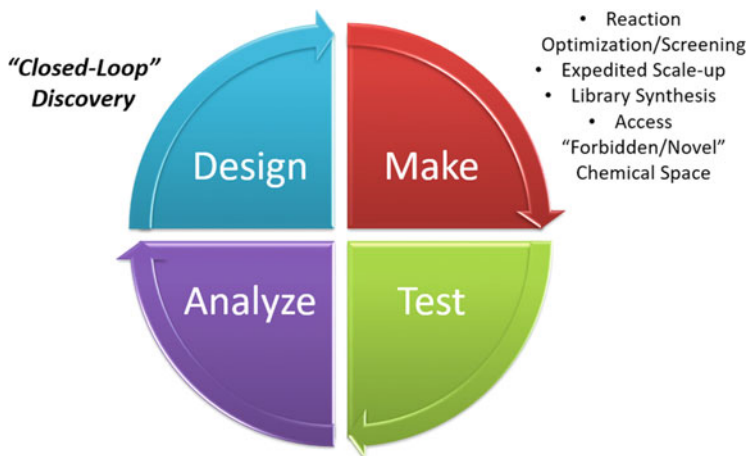 “Closed-Loop”
Discovery
Design
Make
Analyze
Test
• Reaction
Optimization/Screening
• Expedited Scale-up
• Library Synthesis
• Access
“Forbidden/Novel”
Chemical Space